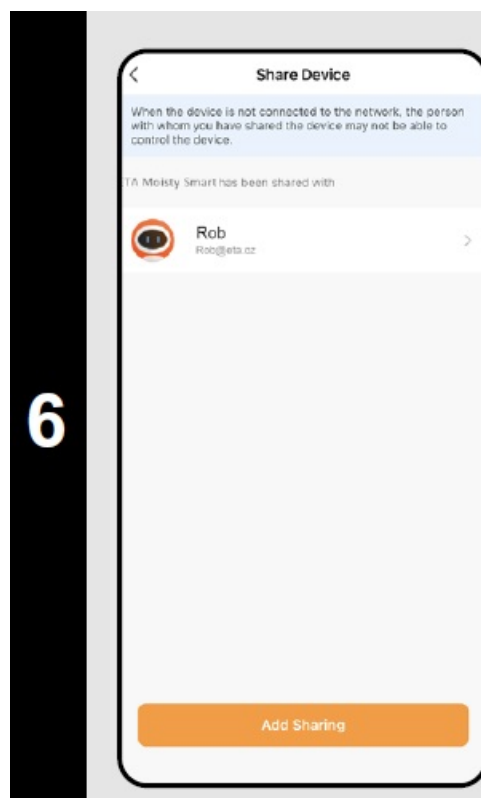 Share Device
When the device is not connected to the network, the person
with whom you have shared the device may not be able to
control the device.
TA Moisty Smart has been shared with
Rob
Rob@eta.cz
6
Add Sharing